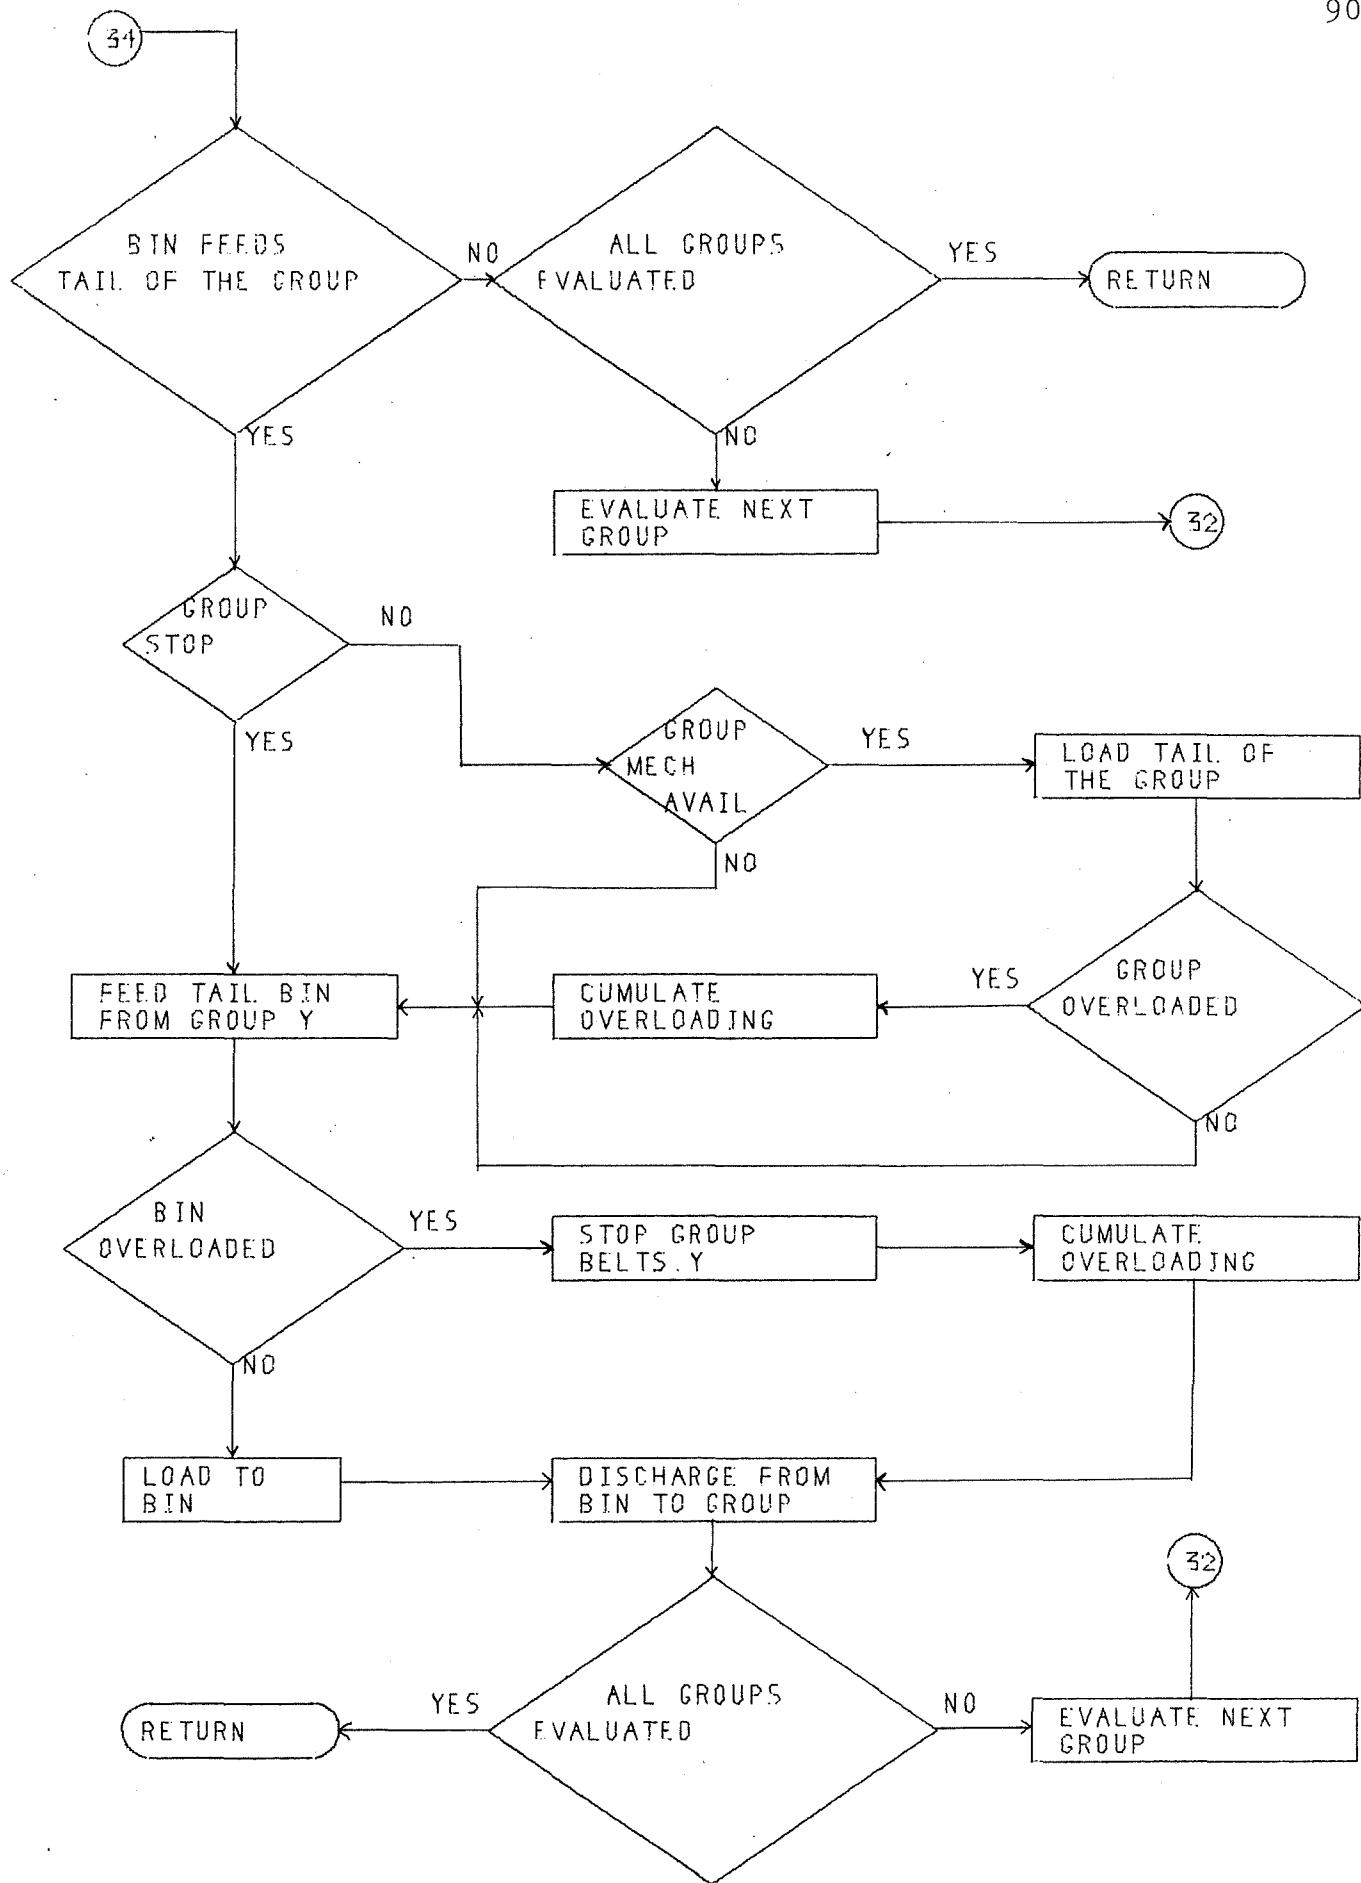 90
34
BIN FEEDS
TAIL OF THE GROUP
NO
ALL GROUPS
EVALUATED
YES
RETURN
YES
NO
EVALUATE NEXT
GROUP
32
GROUP
STOP
NO
YES
GROUP
MECH
AVAIL
YES
LOAD TAIL OF
THE GROUP
NO
FEED TAIL BIN
FROM GROUP Y
CUMULATE
OVERLOADING
YES
GROUP
OVERLOADED
NO
BIN
OVERLOADED
YES
STOP GROUP
BELTS.Y
CUMULATE
OVERLOADING
NO
LOAD TO
BIN
DISCHARGE FROM
BIN TO GROUP
32
RETURN
YES
ALL GROUPS
EVALUATED
NO
EVALUATE NEXT
GROUP